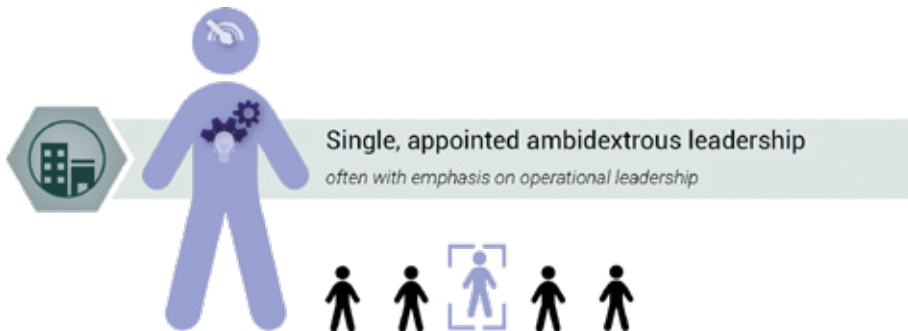 Single, appointed ambidextrous leadership
often with emphasis on operational leadership